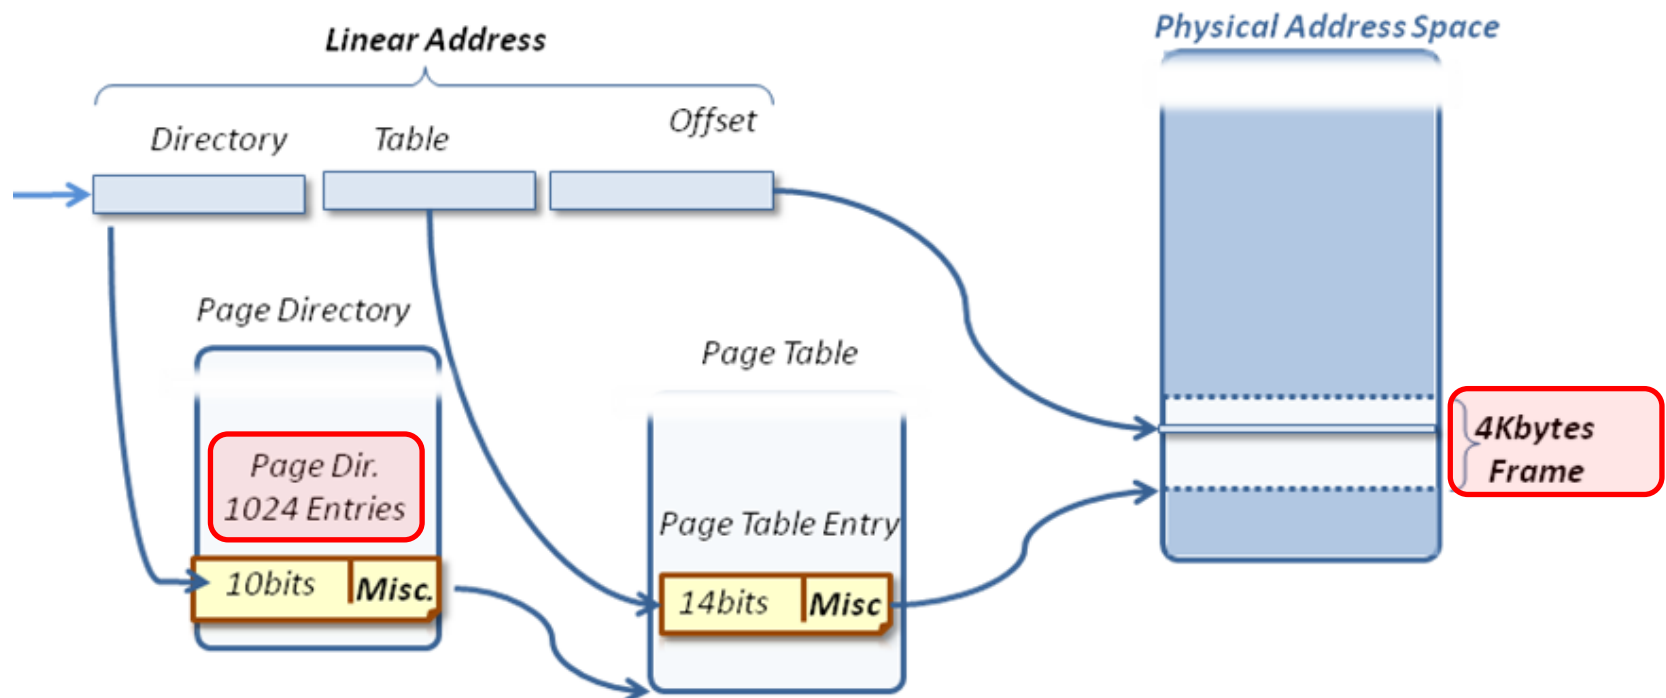 Linear Address
Physical Address Space
Directory
Table
Offset
Page Directory
Page Table
Page Dir.
1024 Entries
4Kbytes
Frame
Page Table Entry
10bits
Misc.
14bits
Misc